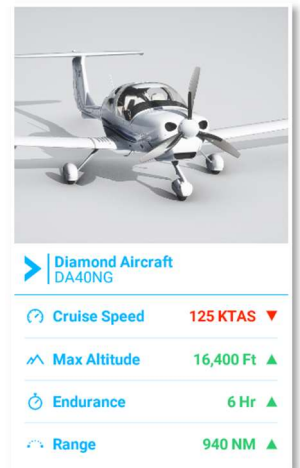 Diamond Aircraft
DA40NG
Cruise Speed 125 KTAS ▼
Max Altitude 16,400 Ft ▲
Endurance 6 Hr ▲
Range 940 NM ▲